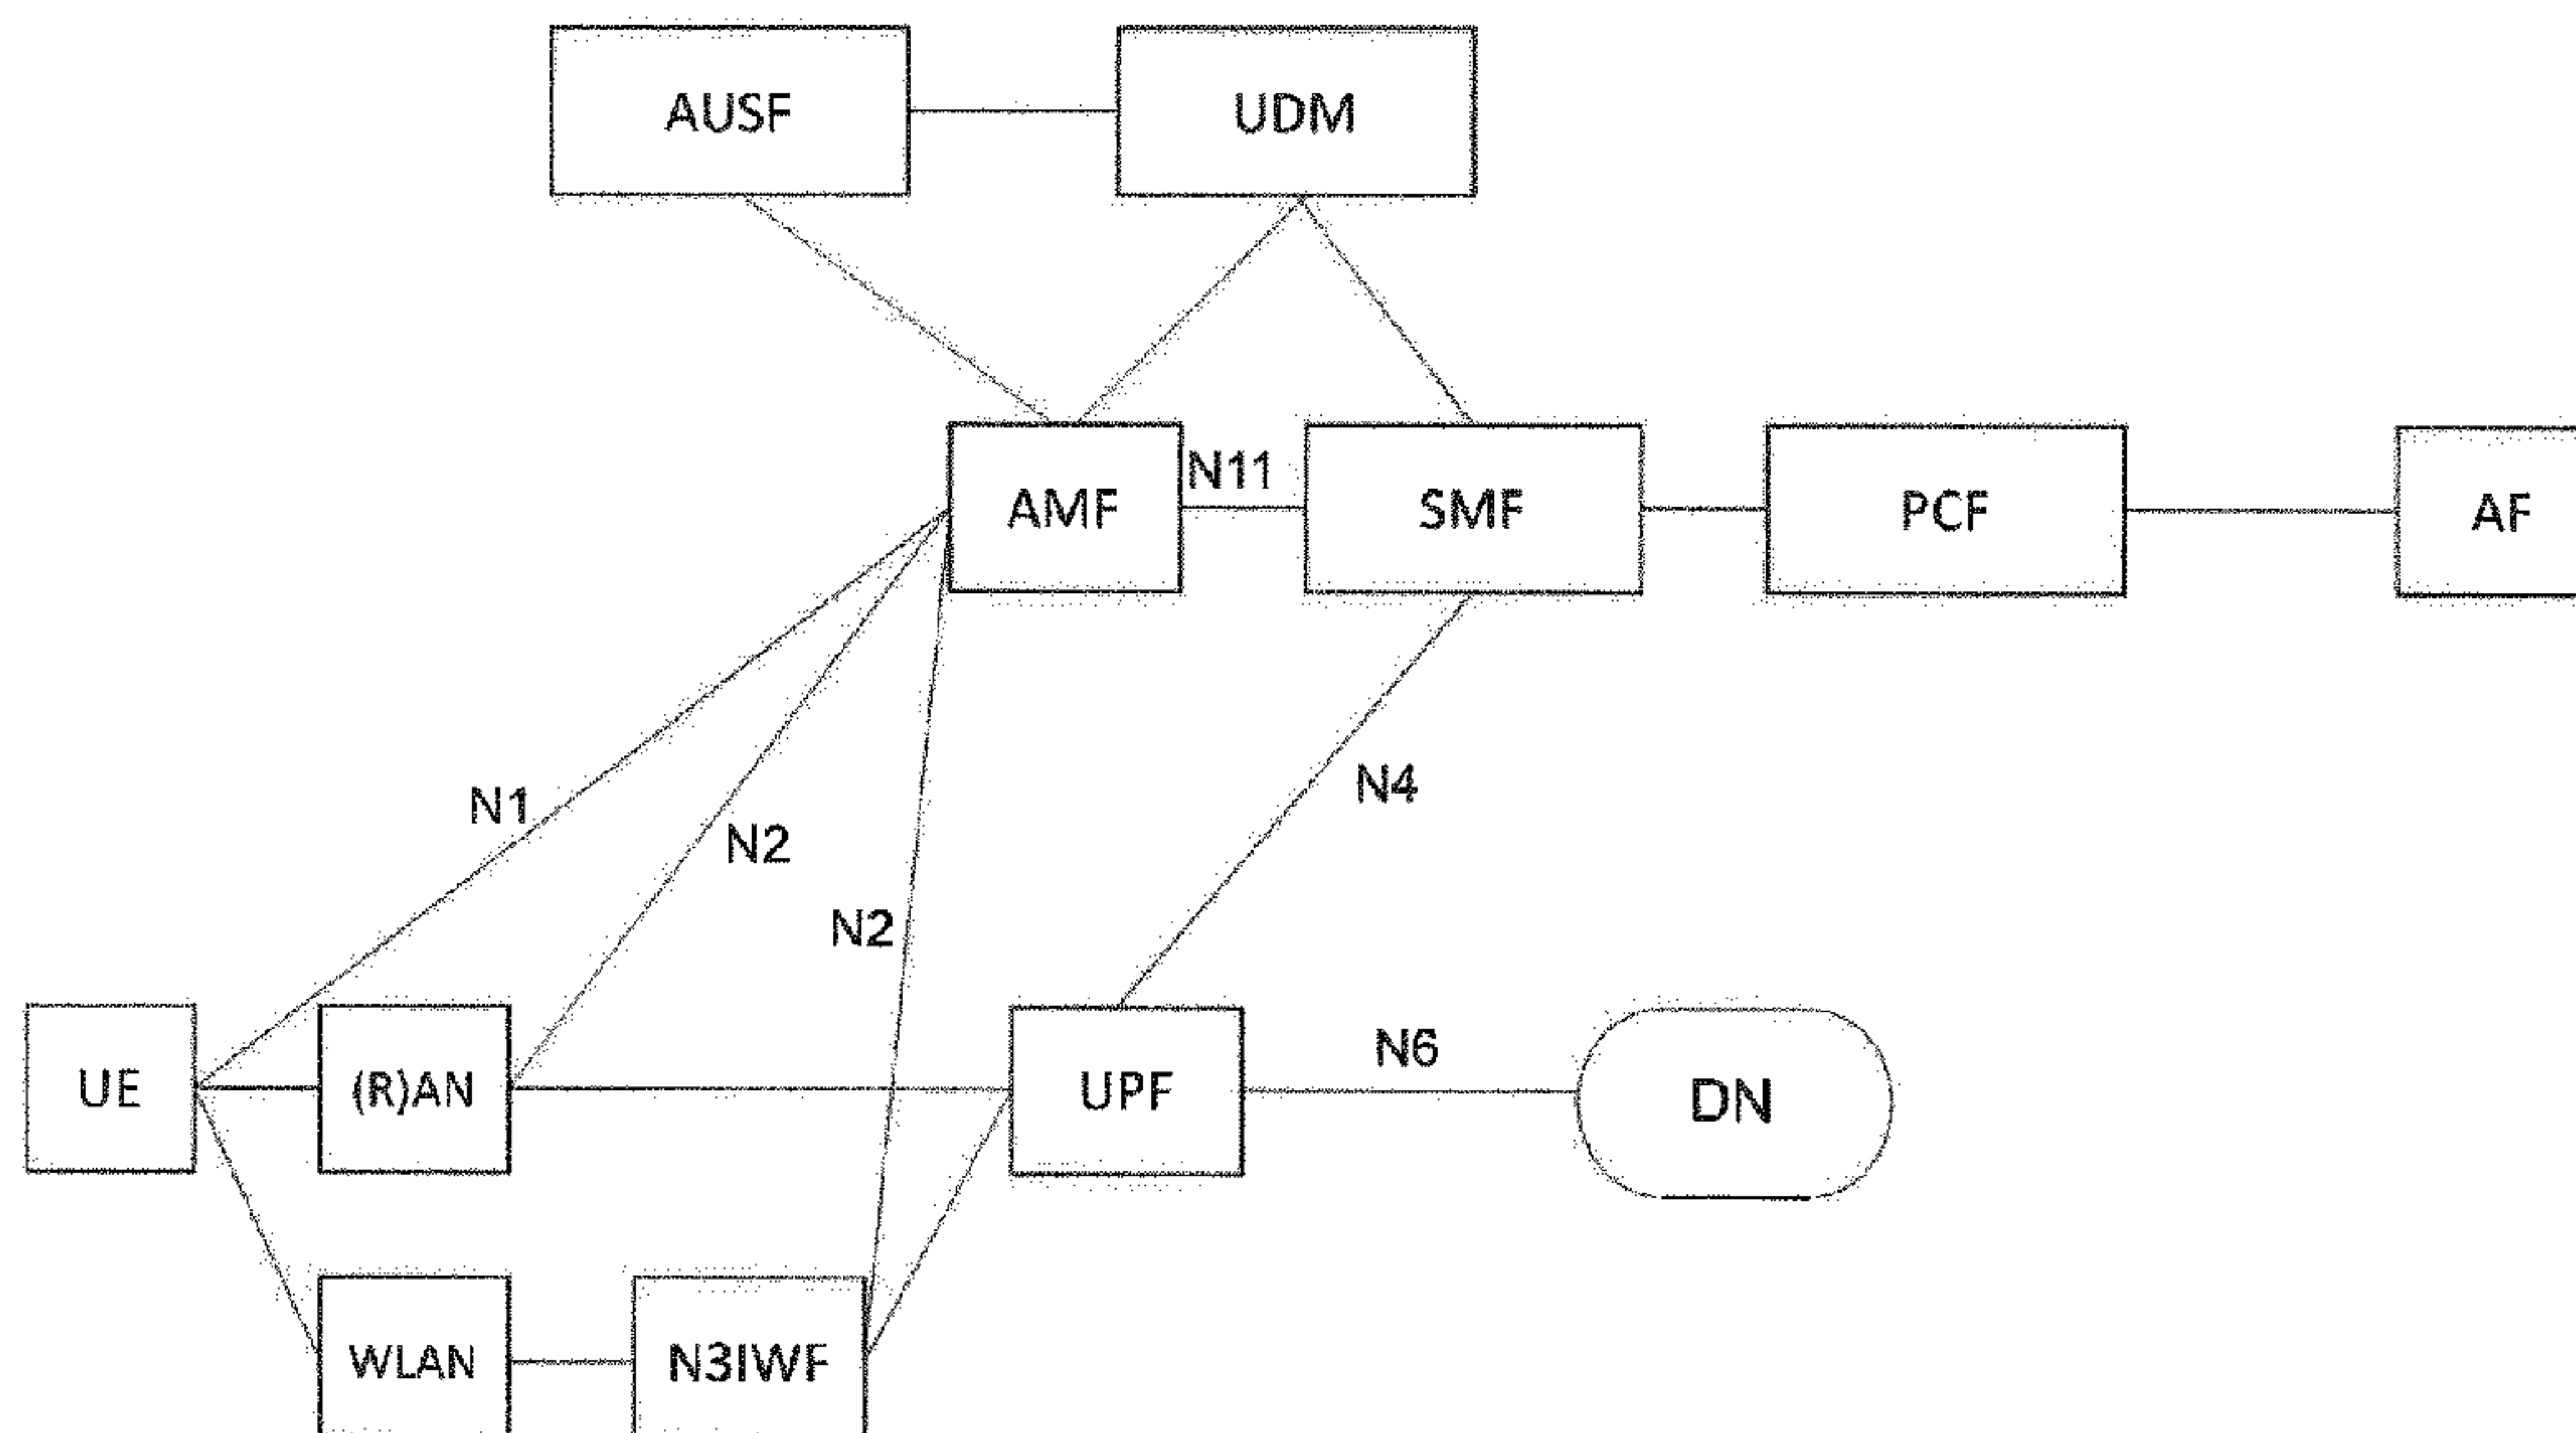 AUSF
UDM
N11
AMF
SMF
PCF
AF
N4
N1
N2
N2
UE
(R)AN
UPF
N6
DN
WLAN
N3IWF